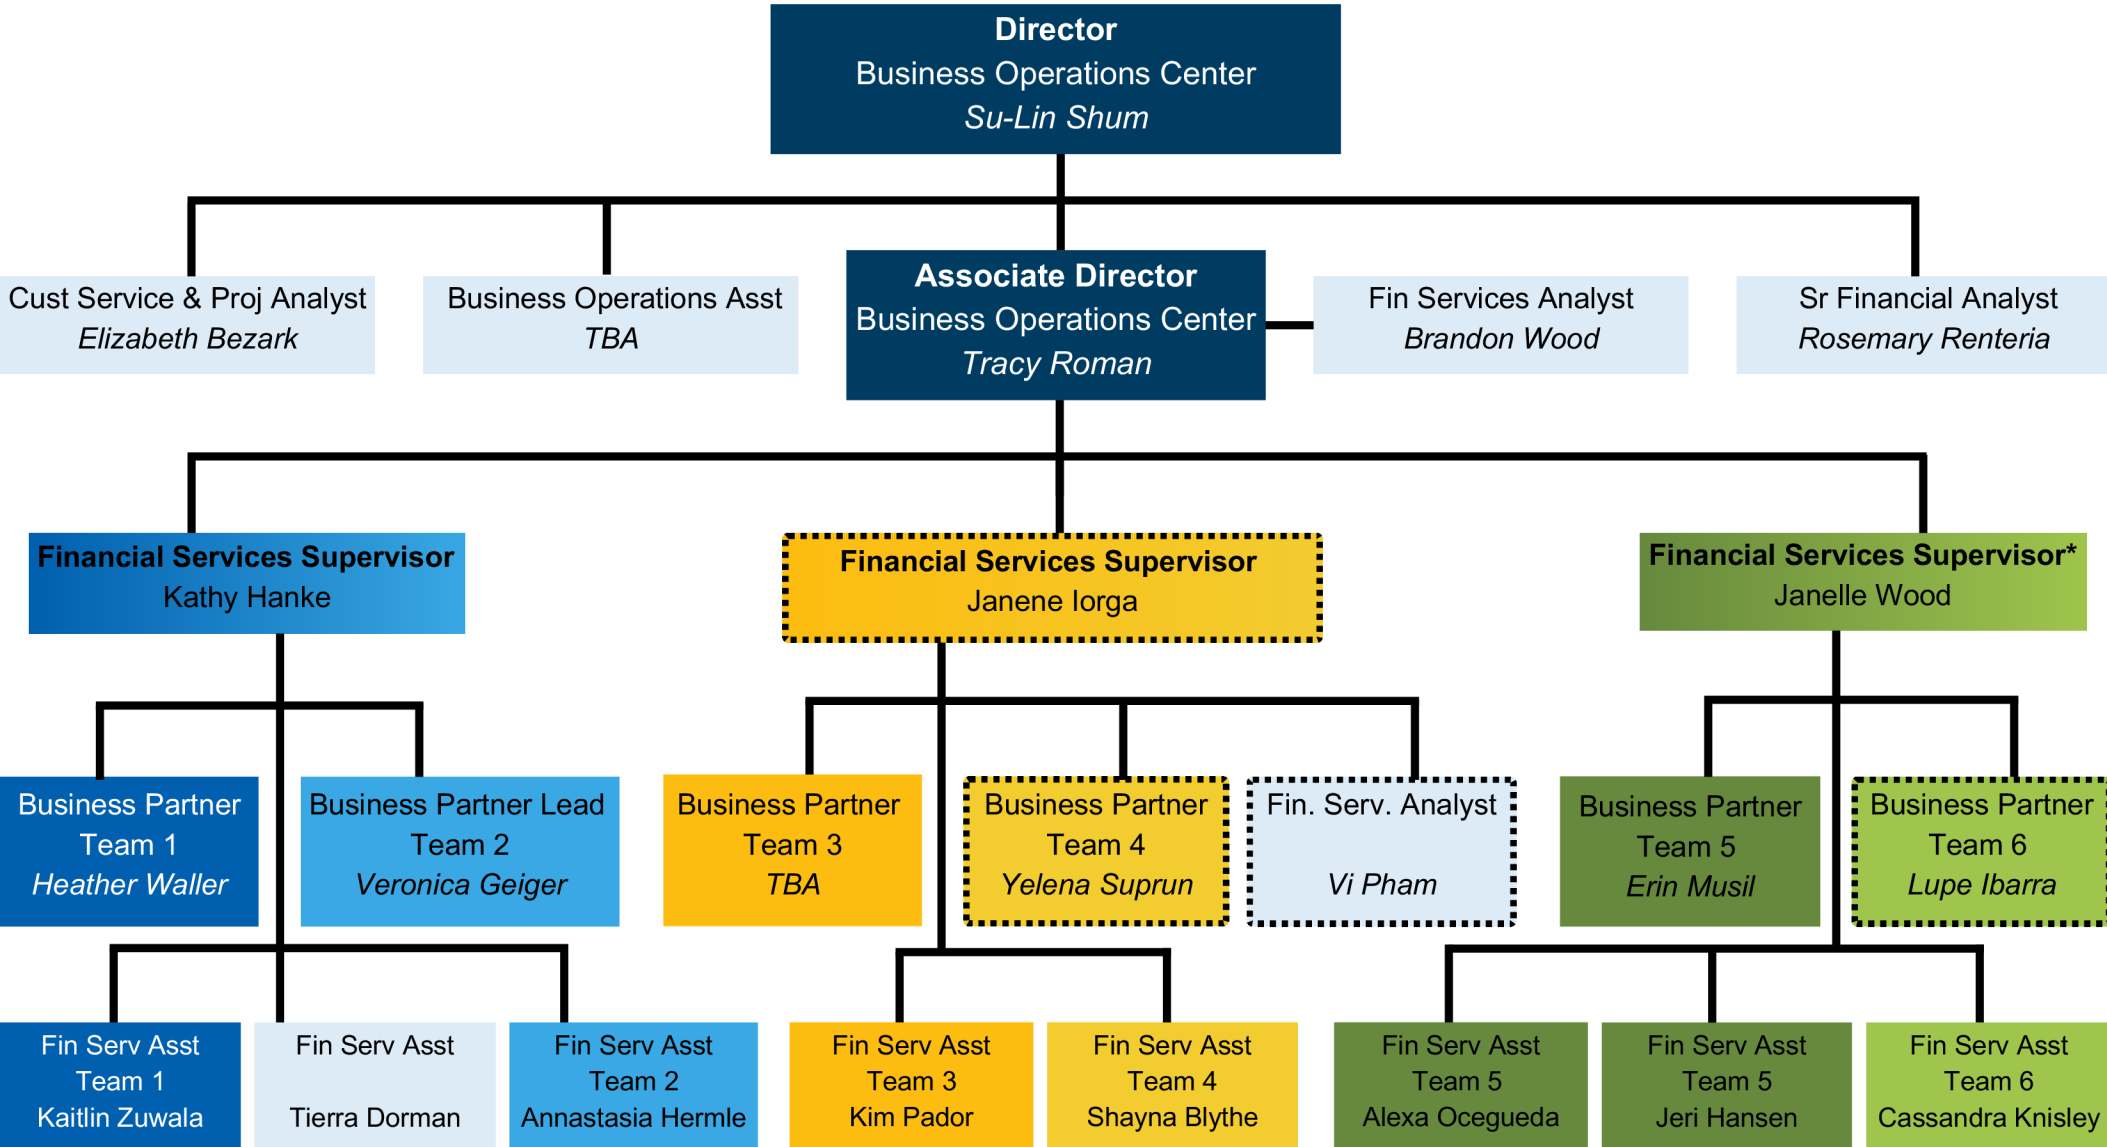 Director
Business Operations Center
Su-Lin Shum
Cust Service & Proj Analyst
Elizabeth Bezark
Business Operations Asst
TBA
Associate Director
Business Operations Center
Tracy Roman
Fin Services Analyst
Brandon Wood
Sr Financial Analyst
Rosemary Renteria
Financial Services Supervisor
Kathy Hanke
Financial Services Supervisor
Janene Iorga
Financial Services Supervisor*
Janelle Wood
Business Partner
Team 1
Heather Waller
Business Partner Lead
Team 2
Veronica Geiger
Business Partner
Team 3
TBA
Business Partner
Team 4
Yelena Suprun
Fin. Serv. Analyst
Vi Pham
Business Partner
Team 5
Erin Musil
Business Partner
Team 6
Lupe Ibarra
Fin Serv Asst
Team 1
Kaitlin Zuwala
Fin Serv Asst
Tierra Dorman
Fin Serv Asst
Team 2
Annastasia Hermle
Fin Serv Asst
Team 3
Kim Pador
Fin Serv Asst
Team 4
Shayna Blythe
Fin Serv Asst
Team 5
Alexa Ocegueda
Fin Serv Asst
Team 5
Jeri Hansen
Fin Serv Asst
Team 6
Cassandra Knisley